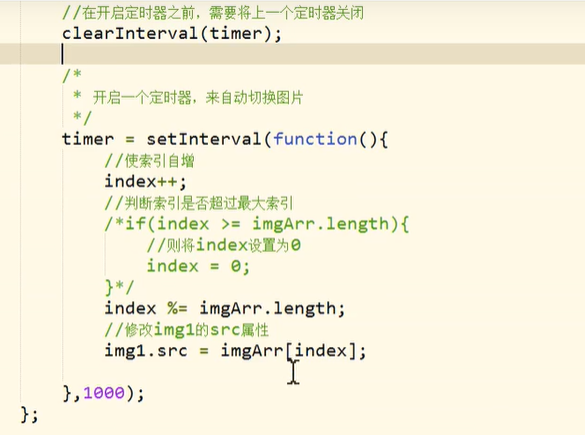 //在开启定时器之前，需要将上一个定时器关闭
clearInterval(timer);
/*
* 开启一个定时器，来自动切换图片
*/
timer = setInterval(function(){
//使索引自增
index++;
//判断索引是否超过最大索引
/*if(index >= imgArr.length){
//则将index设置为0
index = 0;
}*/
index %= imgArr.length;
//修改img1的src属性
img1.src = imgArr[index];
},1000);
};